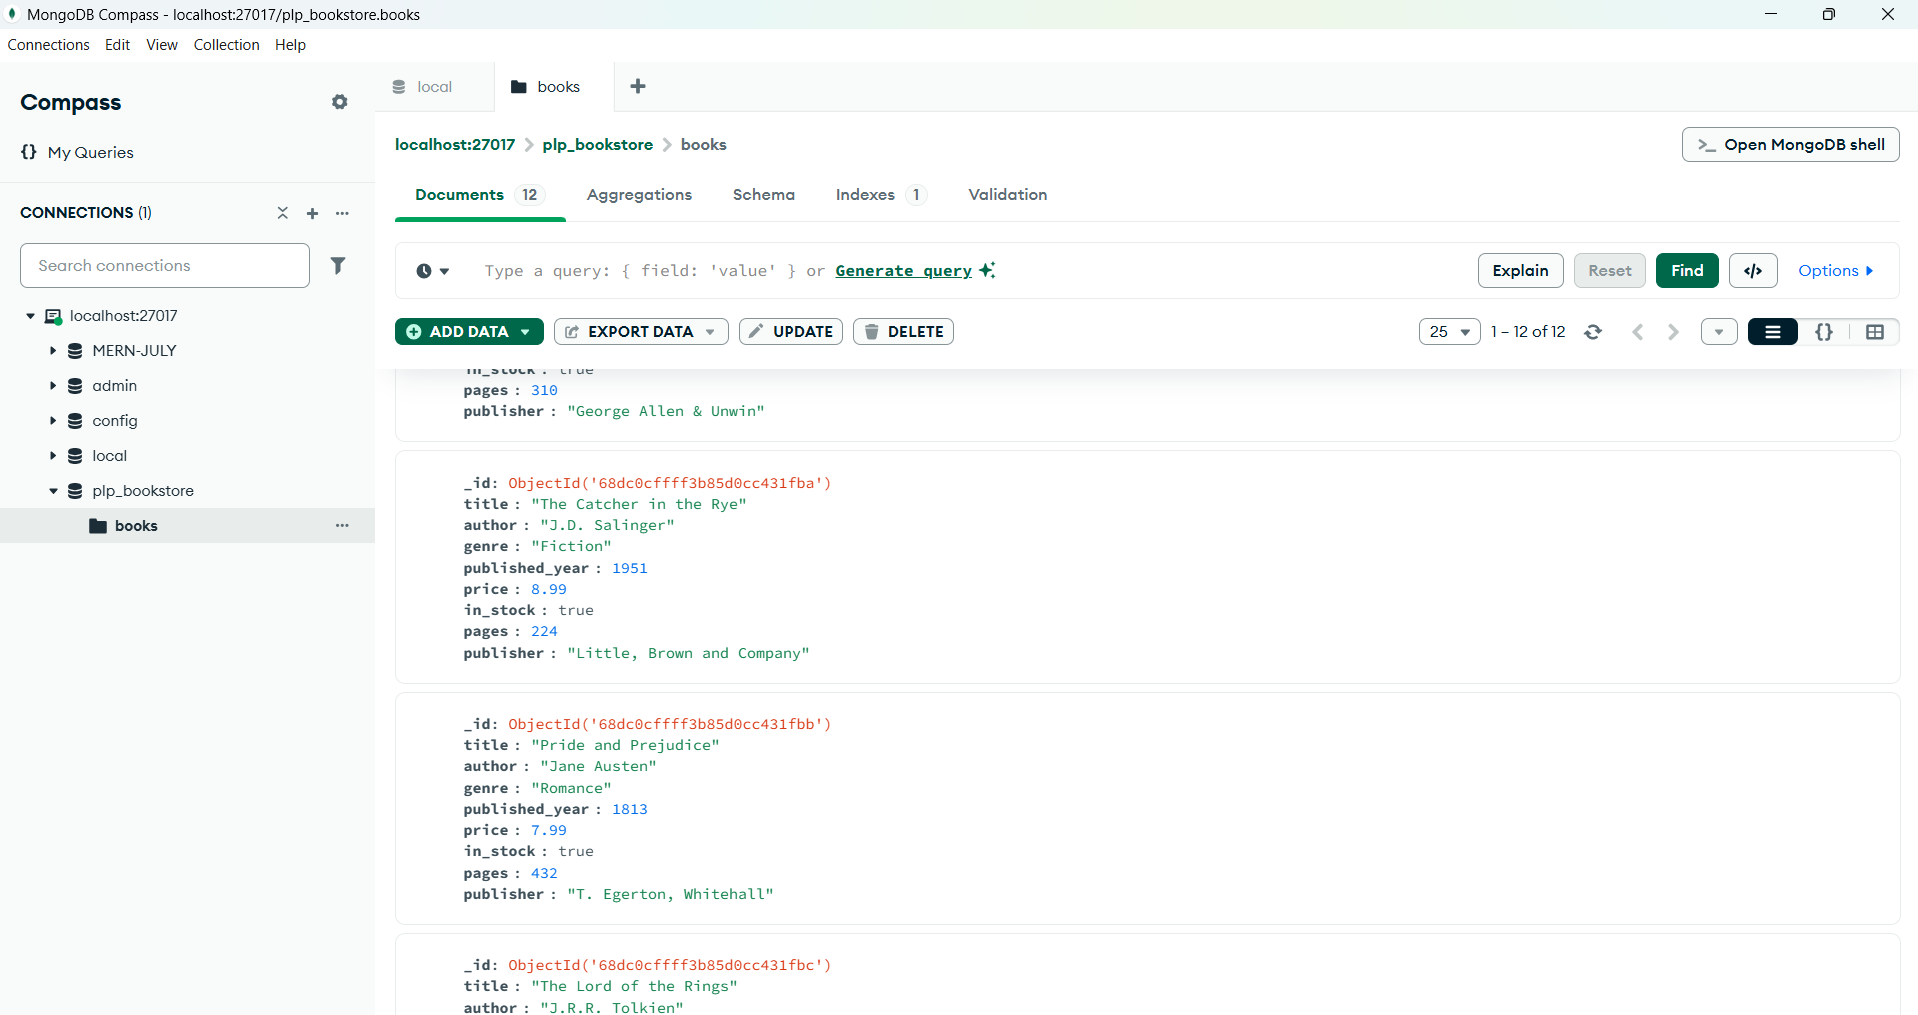 MongoDB Compass - localhost:27017/plp_bookstore.books
Connections Edit View Collection Help
Compass
{} My Queries
CONNECTIONS (1)
Search connections
localhost:27017
MERN-JULY
admin
config
local
plp_bookstore
books
local
books
localhost:27017 > plp_bookstore > books
>_ Open MongoDB shell
Documents 12 Aggregations Schema Indexes 1 Validation
Type a query: { field: 'value' } or Generate query
Explain Reset Find </> Options
ADD DATA EXPORT DATA UPDATE DELETE
25 1 – 12 of 12 {}
in_stock : true
pages : 310
publisher : "George Allen & Unwin"
_id: ObjectId('68dc0cffff3b85d0cc431fba')
title : "The Catcher in the Rye"
author : "J.D. Salinger"
genre : "Fiction"
published_year : 1951
price : 8.99
in_stock : true
pages : 224
publisher : "Little, Brown and Company"
_id: ObjectId('68dc0cffff3b85d0cc431fbb')
title : "Pride and Prejudice"
author : "Jane Austen"
genre : "Romance"
published_year : 1813
price : 7.99
in_stock : true
pages : 432
publisher : "T. Egerton, Whitehall"
_id: ObjectId('68dc0cffff3b85d0cc431fbc')
title : "The Lord of the Rings"
author : "J.R.R. Tolkien"